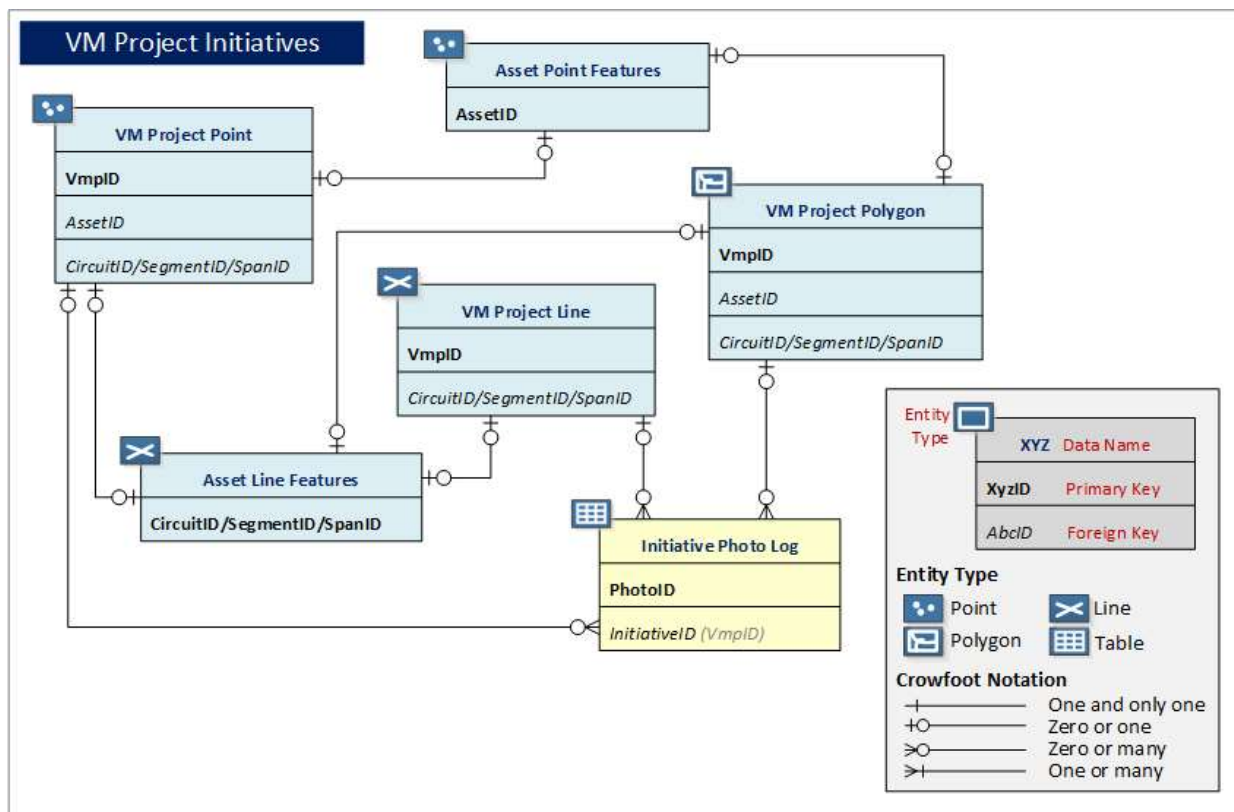 VM Project Initiatives
Asset Point Features
AssetID
VM Project Point
VmpID
AssetID
CircuitID/SegmentID/SpanID
VM Project Polygon
VmpID
AssetID
CircuitID/SegmentID/SpanID
VM Project Line
VmpID
CircuitID/SegmentID/SpanID
Asset Line Features
CircuitID/SegmentID/SpanID
Initiative Photo Log
PhotoID
InitiativeID (VmpID)
Entity
Type
XYZ Data Name
XyzID Primary Key
AbcID Foreign Key
Entity Type
Point
Line
Polygon
Table
Crowfoot Notation
One and only one
Zero or one
Zero or many
One or many